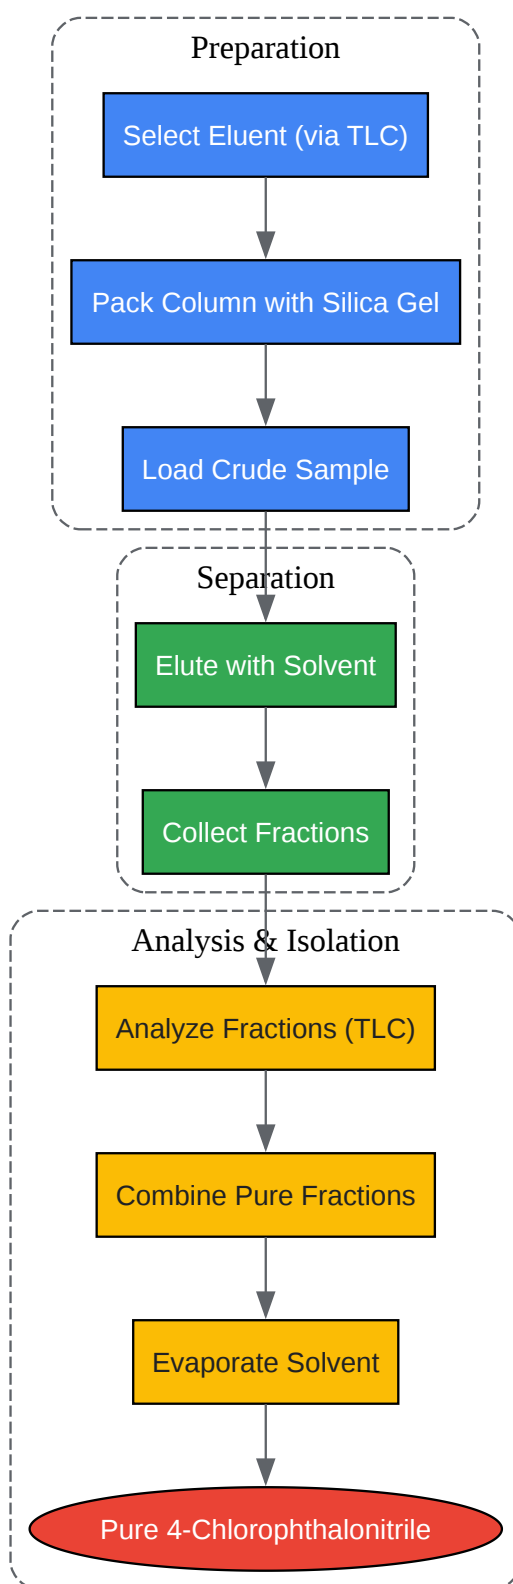 Preparation
Select Eluent (via TLC)
Pack Column with Silica Gel
Load Crude Sample
Separation
Elute with Solvent
Collect Fractions
Analysis & Isolation
Analyze Fractions (TLC)
Combine Pure Fractions
Evaporate Solvent
Pure 4-Chlorophthalonitrile